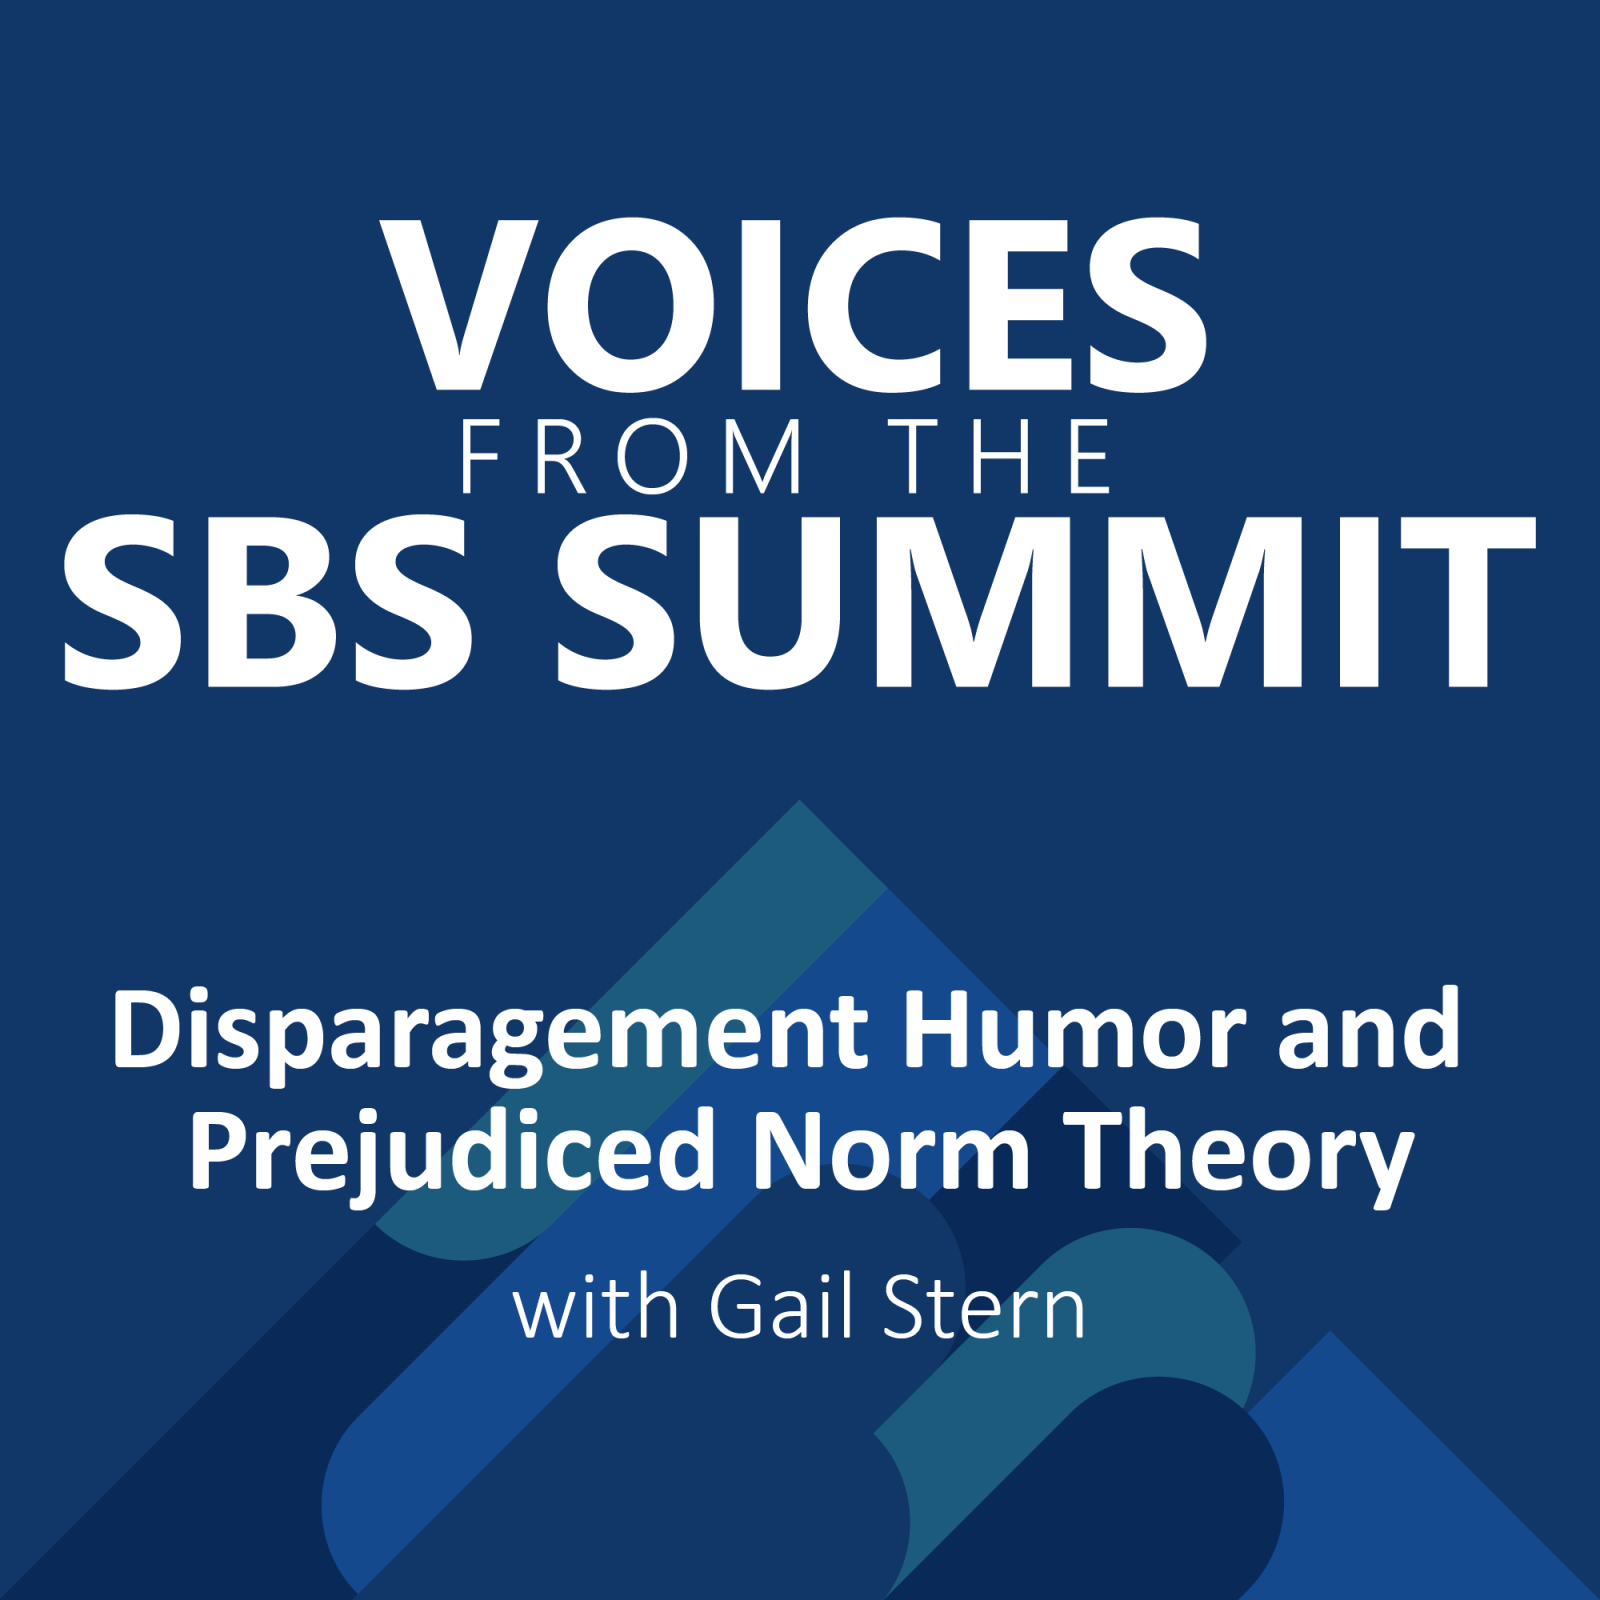 VOICES
FROM THE
SBS SUMMIT
Disparagement Humor and
Prejudiced Norm Theory
with Gail Stern